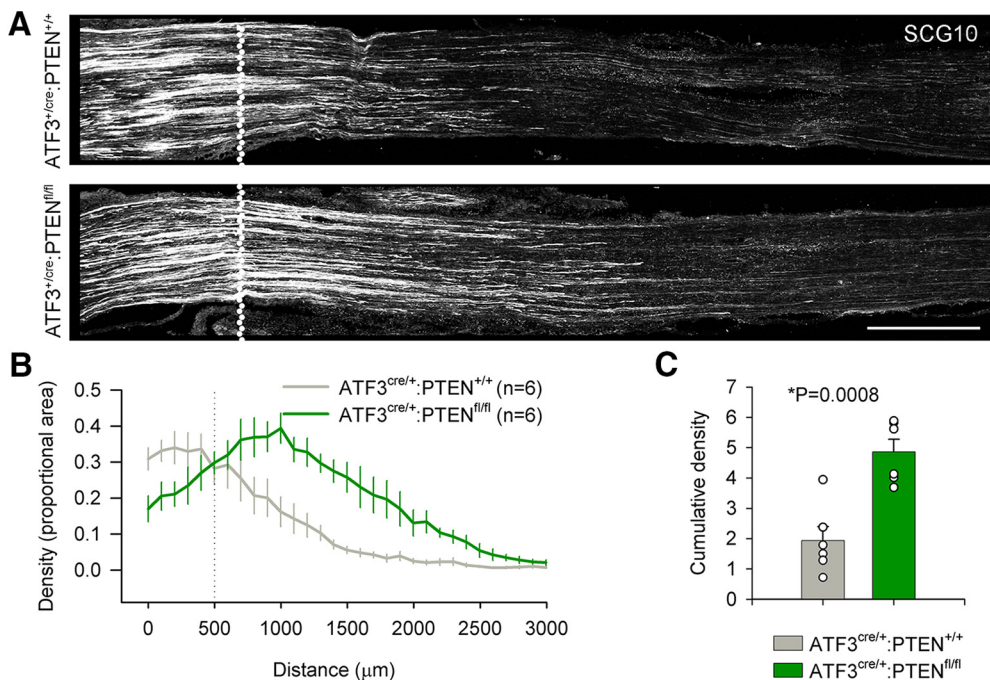 A
ATF3+/cre:PTEN+/+
SCG10
ATF3+/cre:PTENfl/fl
B
Density (proportional area)
0.5
0.4
0.3
0.2
0.1
0.0
0 500 1000 1500 2000 2500 3000
Distance (μm)
ATF3cre/+:PTEN+/+ (n=6)
ATF3cre/+:PTENfl/fl (n=6)
C
Cumulative density
7
6
5
4
3
2
1
0
*P=0.0008
ATF3cre/+:PTEN+/+
ATF3cre/+:PTENfl/fl